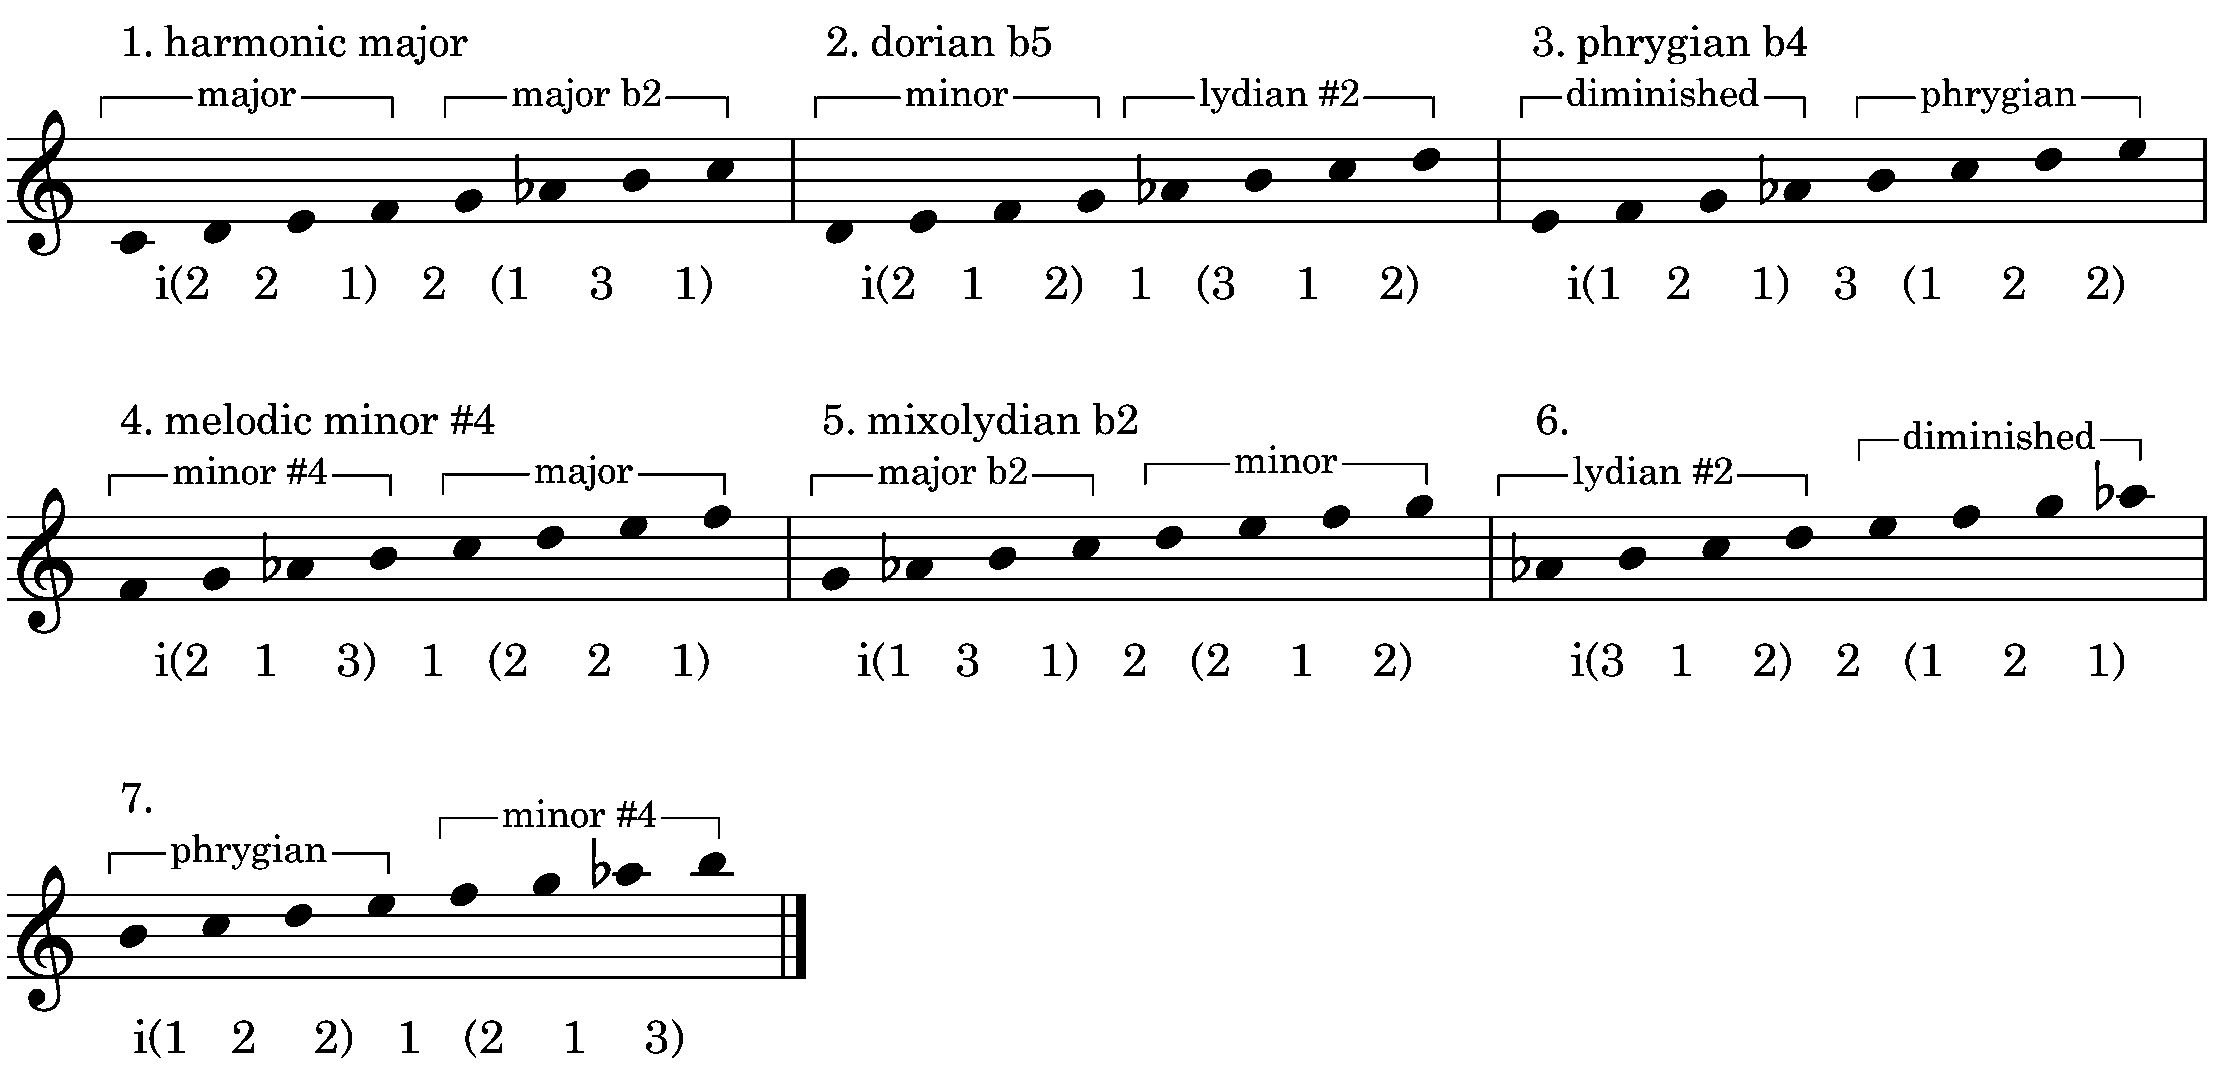 1. harmonic major 2. dorian b5 3. phrygian b4
major major b2 minor lydian #2 diminished phrygian
i(2 2 1) 2 (1 3 1) i(2 1 2) 1 (3 1 2) i(1 2 1) 3 (1 2 2)
4. melodic minor #4 5. mixolydian b2 6.
minor #4 major major b2 minor lydian #2 diminished
i(2 1 3) 1 (2 2 1) i(1 3 1) 2 (2 1 2) i(3 1 2) 2 (1 2 1)
7.
phrygian minor #4
i(1 2 2) 1 (2 1 3)